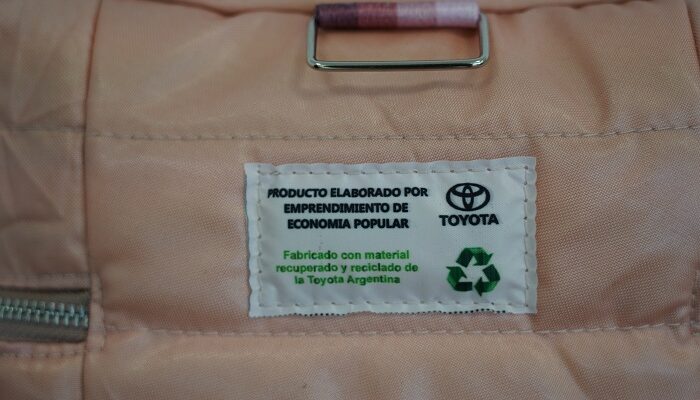 PRODUCTO ELABORADO POR
EMPRENDIMIENTO DE
ECONOMIA POPULAR
TOYOTA
Fabricado con material
recuperado y reciclado de
la Toyota Argentina